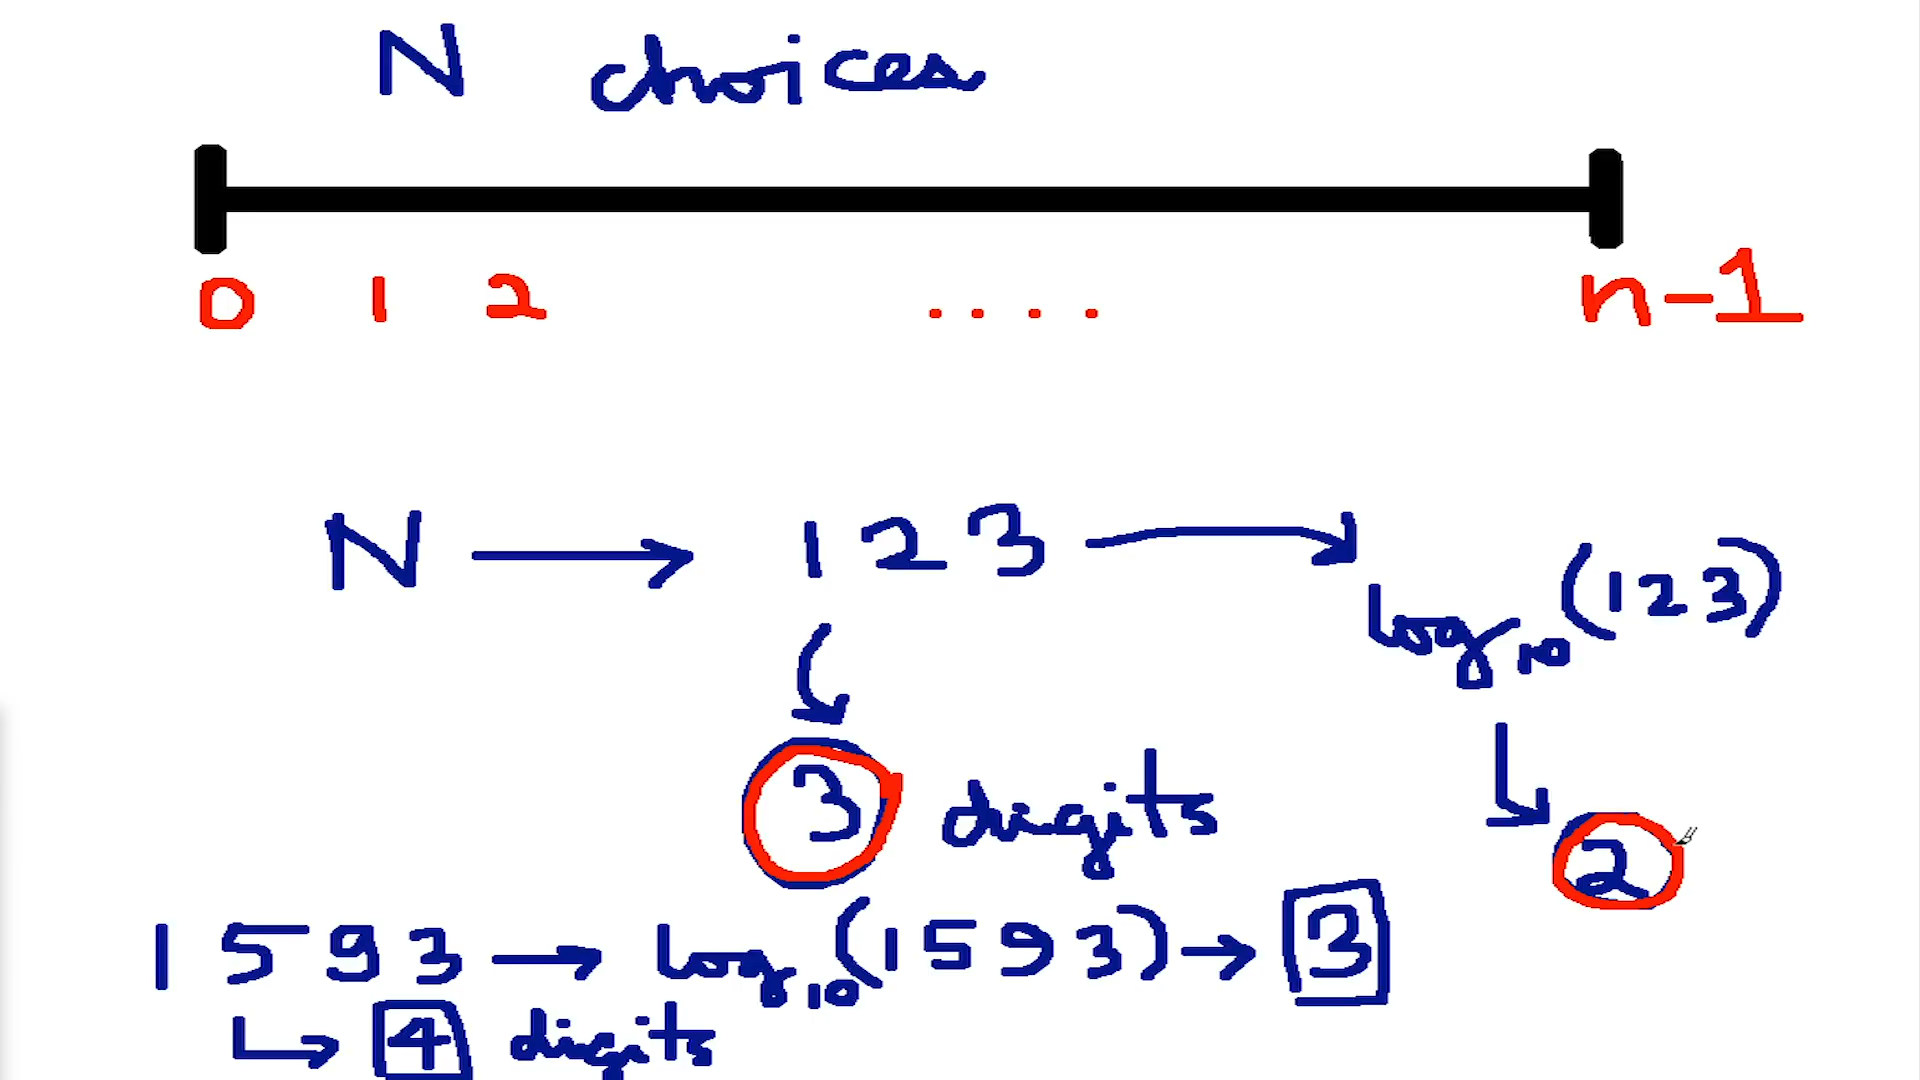 N choices
0 1 2 .... n-1
N → 123 → log₁₀(123)
3 digits
2
1593 → log₁₀(1593) → 3
↳ 4 digits